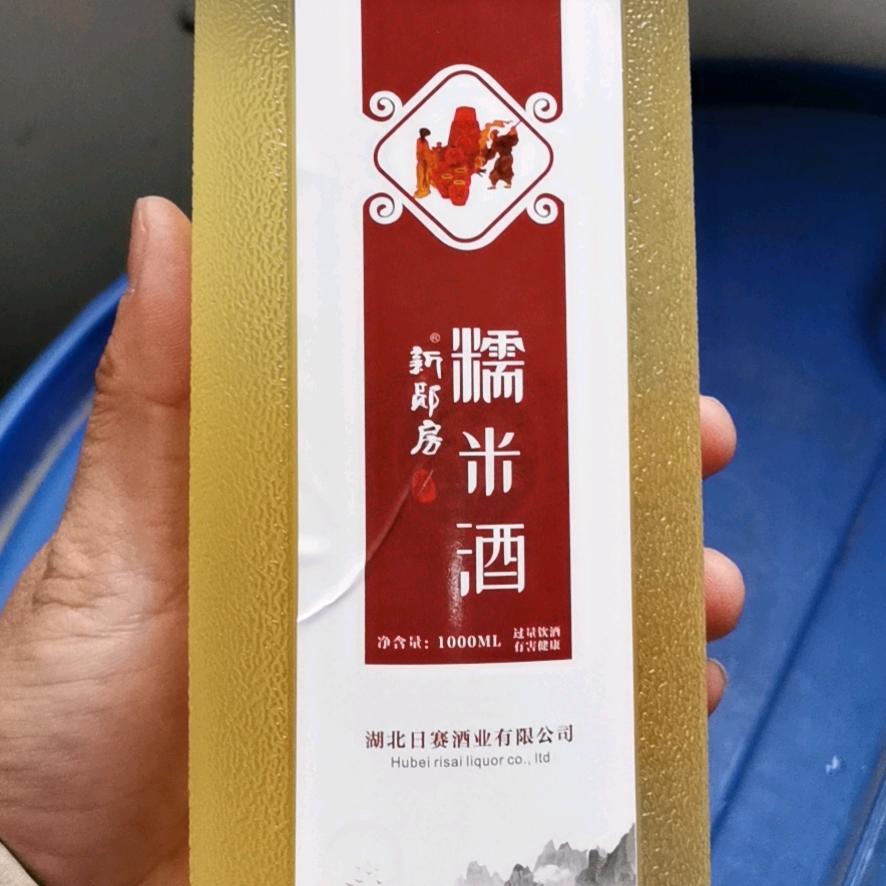 糯米酒
新郧房®
净含量：1000ML
过量饮酒
有害健康
湖北日赛酒业有限公司
Hubei risai liquor co., ltd